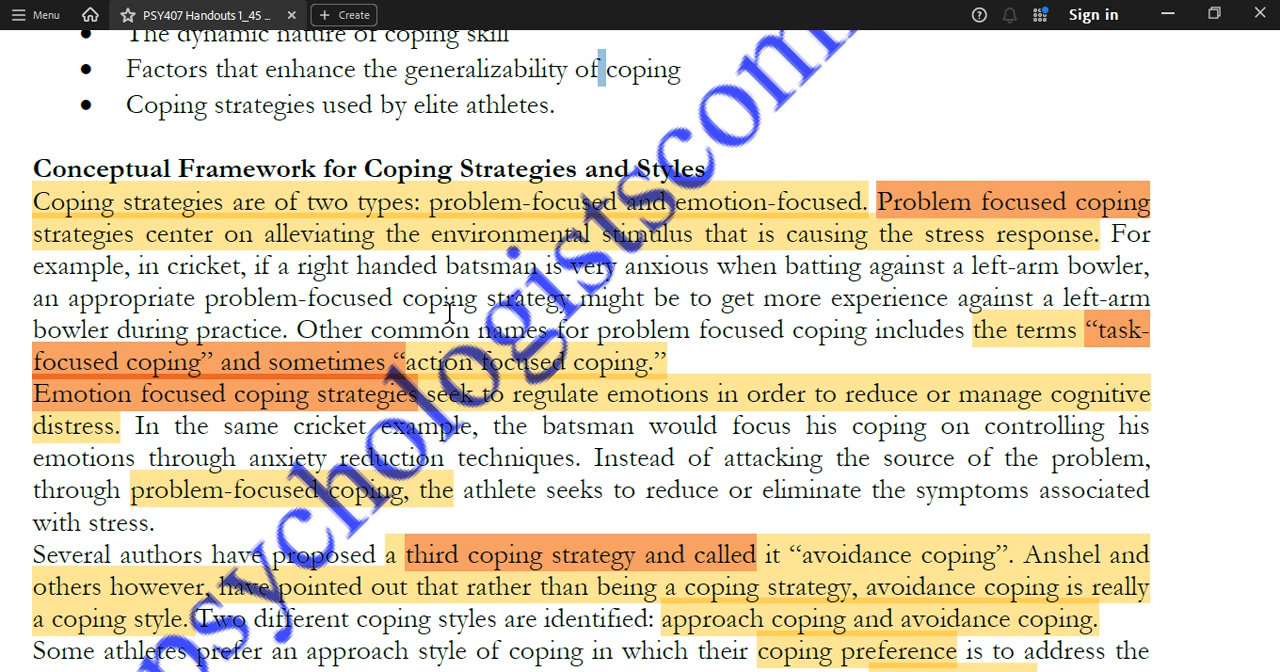 Menu
PSY407 Handouts 1_45 ...
Create
Sign in
• The dynamic nature of coping skill
• Factors that enhance the generalizability of coping
• Coping strategies used by elite athletes.
Conceptual Framework for Coping Strategies and Styles
Coping strategies are of two types: problem-focused and emotion-focused. Problem focused coping
strategies center on alleviating the environmental stimulus that is causing the stress response. For
example, in cricket, if a right handed batsman is very anxious when batting against a left-arm bowler,
an appropriate problem-focused coping strategy might be to get more experience against a left-arm
bowler during practice. Other common names for problem focused coping includes the terms “task-
focused coping” and sometimes “action focused coping.”
Emotion focused coping strategies seek to regulate emotions in order to reduce or manage cognitive
distress. In the same cricket example, the batsman would focus his coping on controlling his
emotions through anxiety reduction techniques. Instead of attacking the source of the problem,
through problem-focused coping, the athlete seeks to reduce or eliminate the symptoms associated
with stress.
Several authors have proposed a third coping strategy and called it “avoidance coping”. Anshel and
others however, have pointed out that rather than being a coping strategy, avoidance coping is really
a coping style. Two different coping styles are identified: approach coping and avoidance coping.
Some athletes prefer an approach style of coping in which their coping preference is to address the
psychologistscom